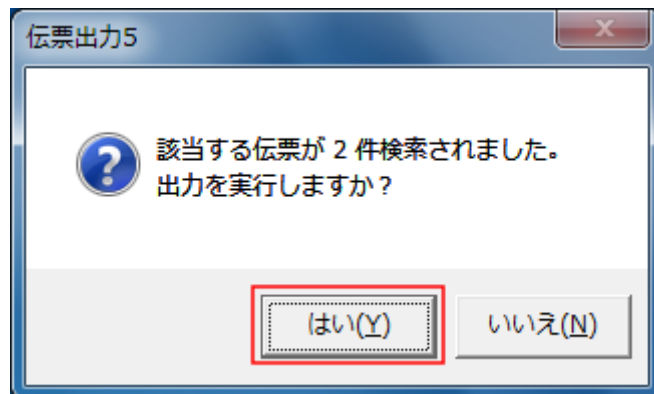 伝票出力5
該当する伝票が 2 件検索されました。
出力を実行しますか？
はい(Y)
いいえ(N)